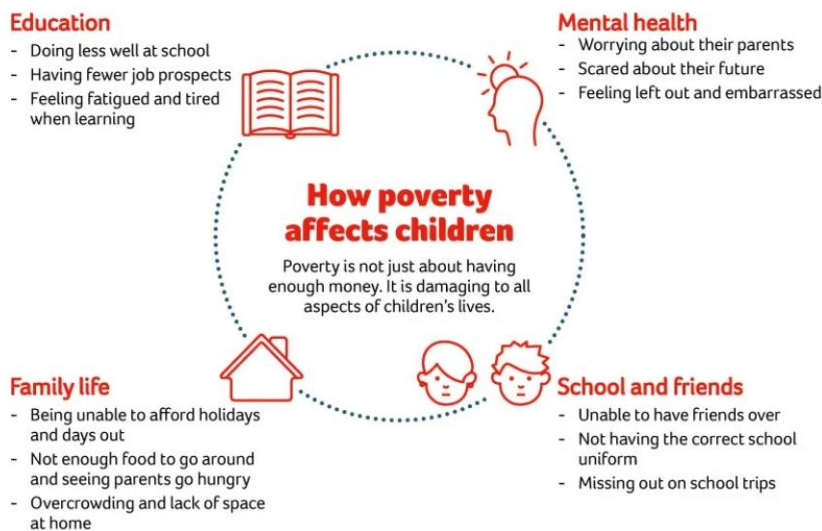 Education
- Doing less well at school
- Having fewer job prospects
- Feeling fatigued and tired
when learning
Mental health
- Worrying about their parents
- Scared about their future
- Feeling left out and embarrassed
How poverty
affects children
Poverty is not just about having
enough money. It is damaging to all
aspects of children's lives.
Family life
- Being unable to afford holidays
and days out
- Not enough food to go around
and seeing parents go hungry
- Overcrowding and lack of space
at home
School and friends
- Unable to have friends over
- Not having the correct school
uniform
- Missing out on school trips